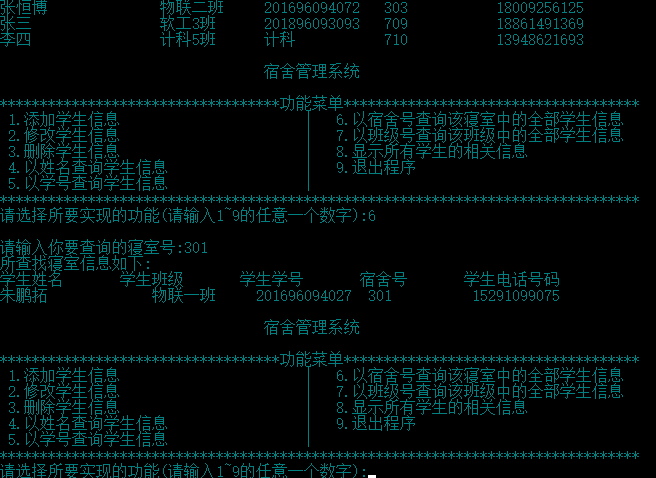 张恒博 物联二班 201696094072 303 18009256125
张三 软工3班 201896093093 709 18861491369
李四 计科5班 计科 710 13948621693
宿舍管理系统
***********************************功能菜单*************************************
1.添加学生信息 | 6.以宿舍号查询该寝室中的全部学生信息
2.修改学生信息 | 7.以班级号查询该班级中的全部学生信息
3.删除学生信息 | 8.显示所有学生的相关信息
4.以姓名查询学生信息 | 9.退出程序
5.以学号查询学生信息 |
********************************************************************************
请选择所要实现的功能(请输入1~9的任意一个数字):6
请输入你要查询的寝室号:301
所查找寝室信息如下:
学生姓名 学生班级 学生学号 宿舍号 学生电话号码
朱鹏拓 物联一班 201696094027 301 15291099075
宿舍管理系统
***********************************功能菜单*************************************
1.添加学生信息 | 6.以宿舍号查询该寝室中的全部学生信息
2.修改学生信息 | 7.以班级号查询该班级中的全部学生信息
3.删除学生信息 | 8.显示所有学生的相关信息
4.以姓名查询学生信息 | 9.退出程序
5.以学号查询学生信息 |
********************************************************************************
请选择所要实现的功能(请输入1~9的任意一个数字):